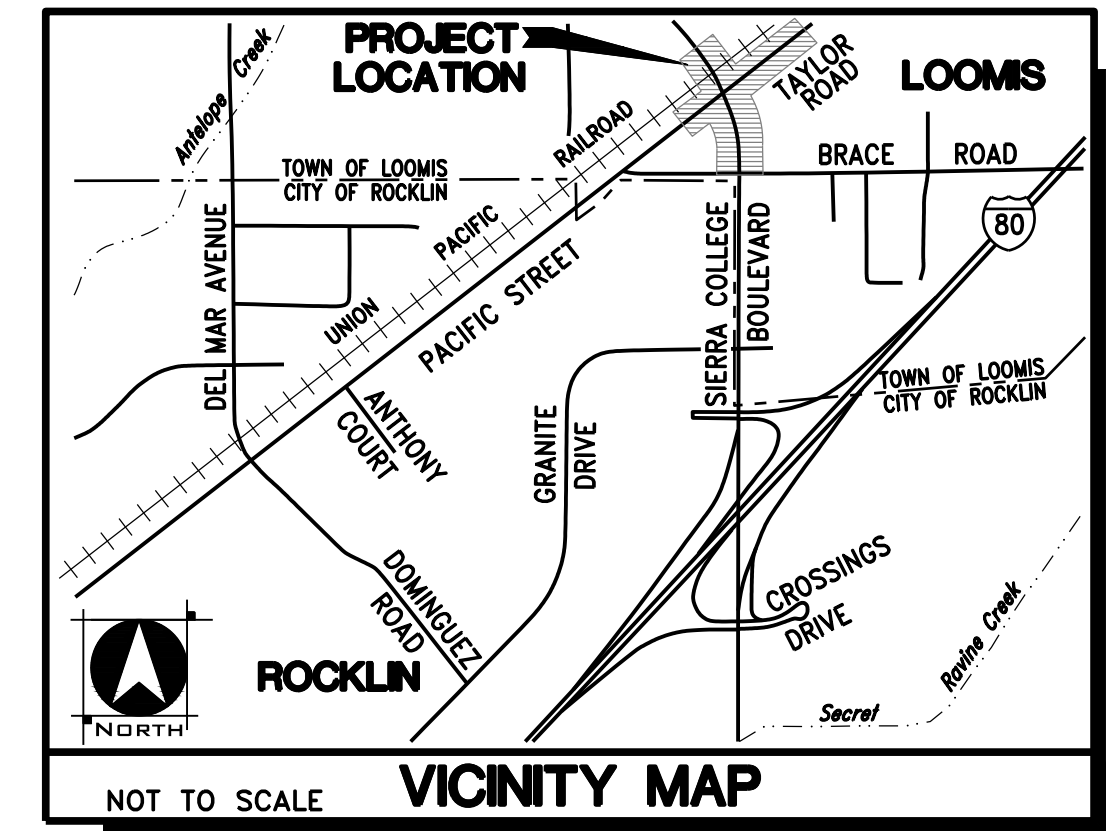 PROJECT
LOCATION
TAYLOR
ROAD
LOOMIS
Antelope Creek
RAILROAD
BRACE ROAD
TOWN OF LOOMIS
CITY OF ROCKLIN
80
DEL MAR AVENUE
UNION PACIFIC
PACIFIC STREET
SIERRA COLLEGE
BOULEVARD
TOWN OF LOOMIS
CITY OF ROCKLIN
ANTHONY
COURT
GRANITE
DRIVE
DOMINGUEZ
ROAD
CROSSINGS
DRIVE
ROCKLIN
Secret Ravine Creek
NORTH
NOT TO SCALE
VICINITY MAP